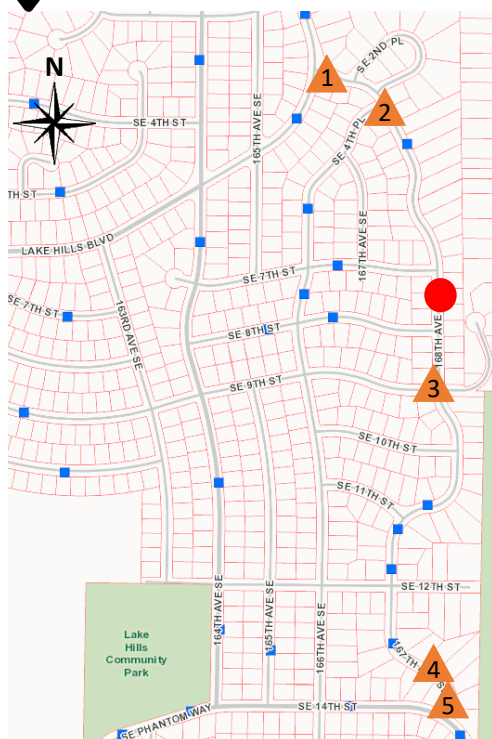 SE 2ND PL
1
N
2
SE 4TH ST
165TH AVE SE
SE 4TH PL
TH ST
167TH AVE SE
LAKE HILLS BLVD
SE 7TH ST
SE 7TH ST
163RD AVE SE
168TH AVE
SE 8TH ST
SE 9TH ST
3
SE 10TH ST
SE 11TH ST
SE 12TH ST
164TH AVE SE
165TH AVE SE
166TH AVE SE
Lake
Hills
Community
Park
167TH
4
5
SE 14TH ST
SE PHANTOM WAY